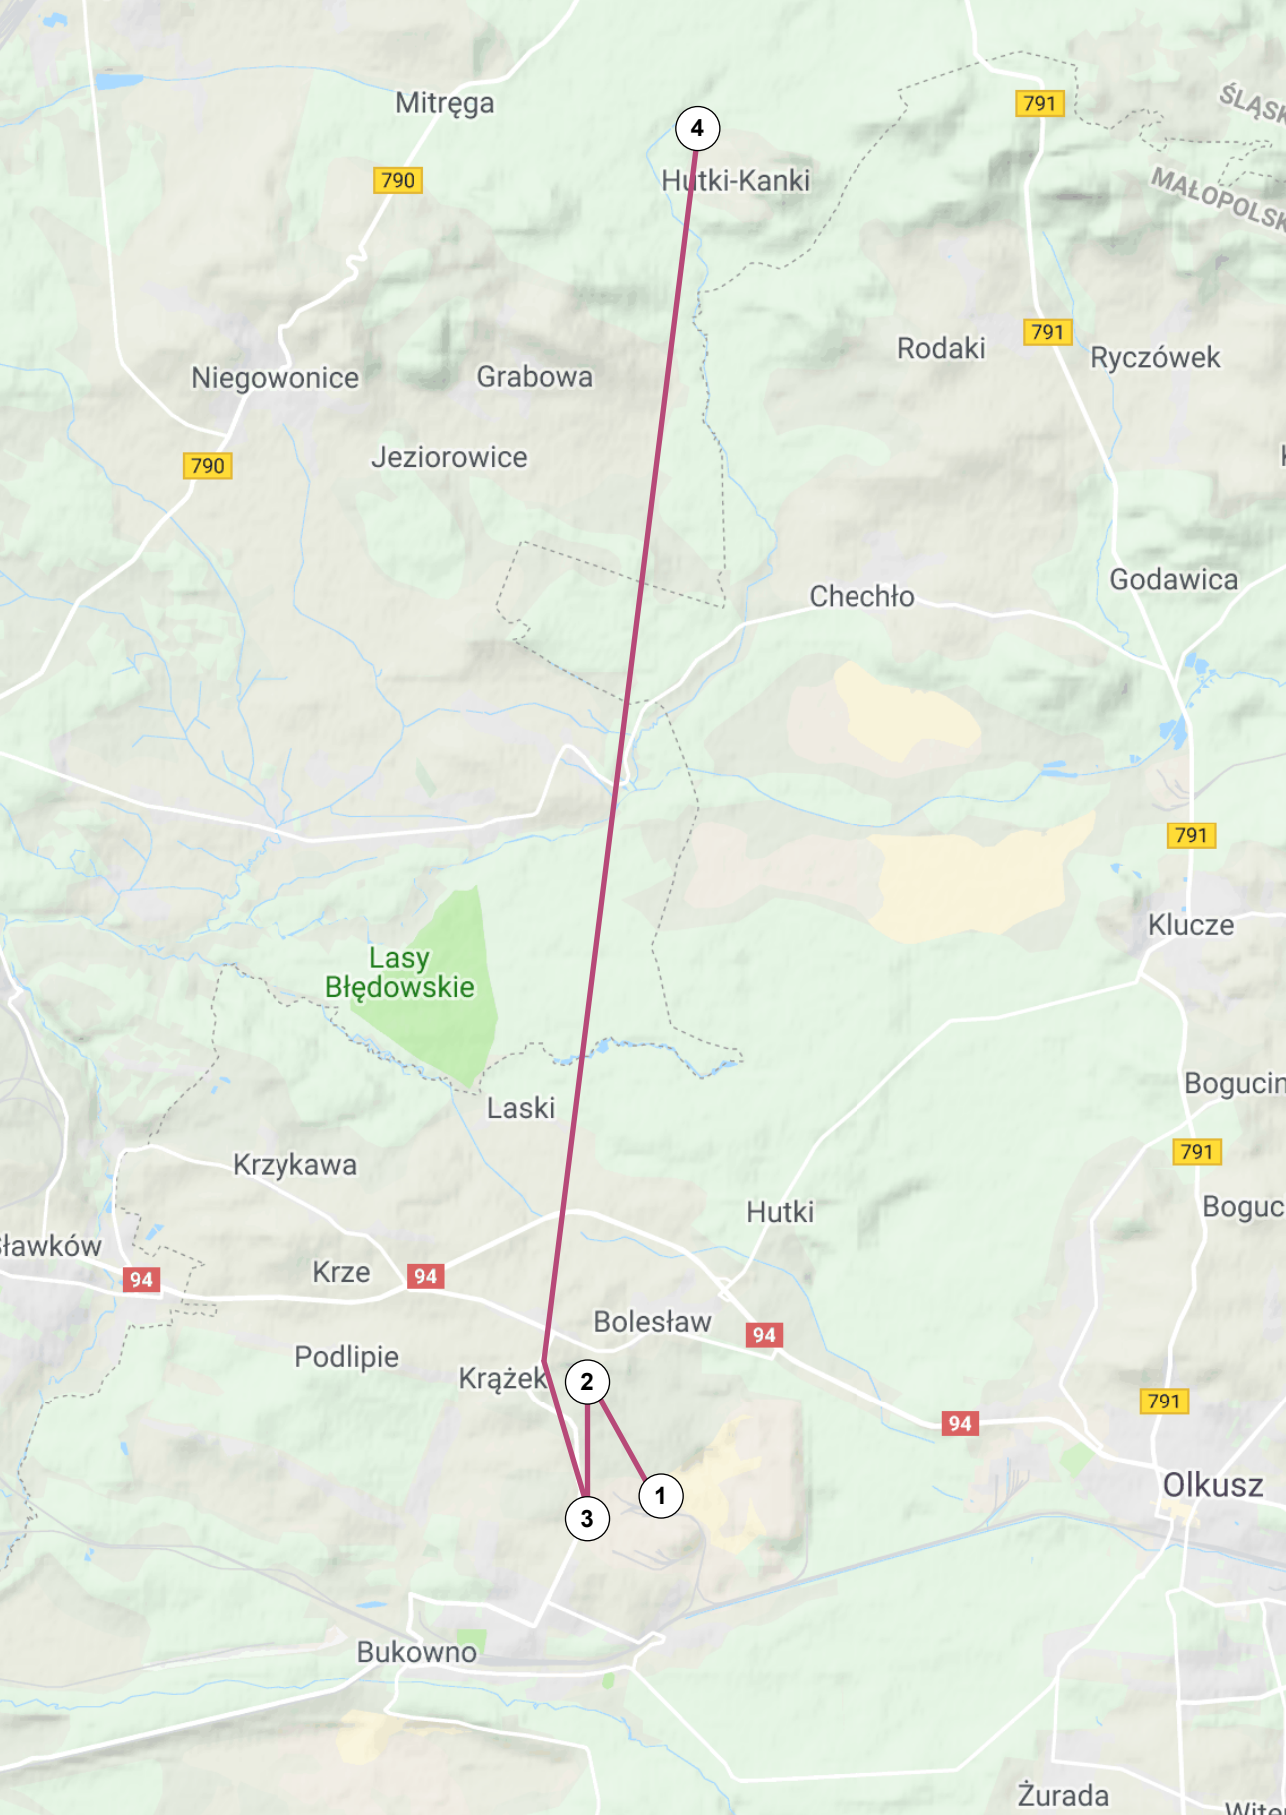 791
Mitręga
4
ŚLĄSK
790
Hutki-Kanki
MAŁOPOLSK
791
Rodaki
Ryczówek
Niegowonice
Grabowa
Jeziorowice
790
Godawica
Chechło
791
Klucze
Lasy
Błędowskie
Bogucin
Laski
791
Krzykawa
Boguc
Hutki
Sławków
Krze
94
94
Bolesław
94
Podlipie
Krążek
2
791
94
Olkusz
1
3
Bukowno
Żurada
Wito